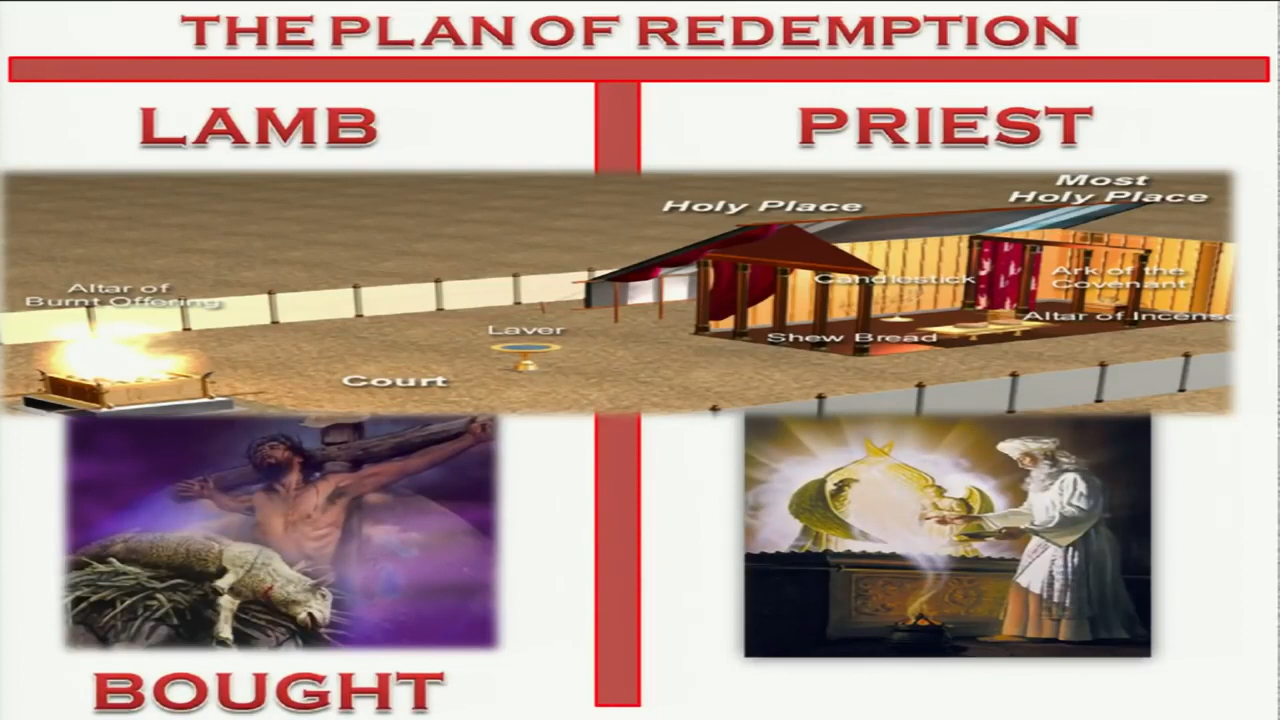 THE PLAN OF REDEMPTION
LAMB
PRIEST
Most
Holy Place
Holy Place
Candlestick
Ark of the
Covenant
Altar of
Burnt Offering
Altar of Incense
Laver
Shew Bread
Court
BOUGHT